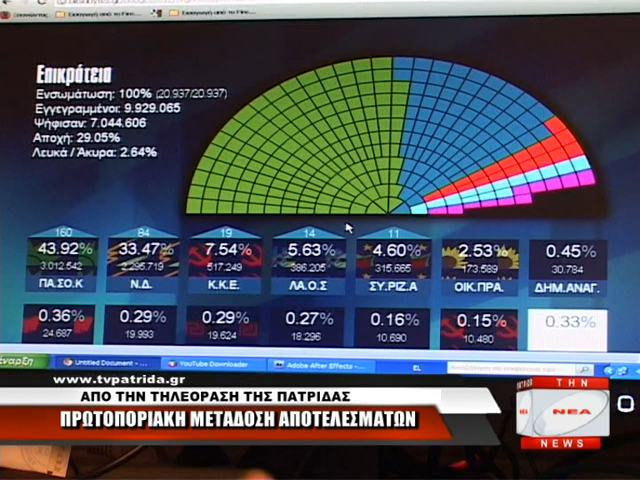 Επικράτεια
Ενσωμάτωση: 100% (20.937/20.937)
Εγγεγραμμένοι: 9.929.065
Ψήφισαν: 7.044.606
Αποχή: 29.05%
Λευκά / Άκυρα: 2.64%
160 84 19 14 11
43.92% 33.47% 7.54% 5.63% 4.60% 2.53% 0.45%
3.012.542 2.295.719 517.249 386.205 315.665 173.589 30.784
ΠΑ.ΣΟ.Κ Ν.Δ. Κ.Κ.Ε. ΛΑ.Ο.Σ ΣΥ.ΡΙΖ.Α ΟΙΚ.ΠΡΑ. ΔΗΜ.ΑΝΑΓ.
0.36% 0.29% 0.29% 0.27% 0.16% 0.15% 0.33%
24.687 19.993 19.624 18.296 10.690 10.480
Untitled Document - ... YouTube Downloader Adobe After Effects - ... EL
www.tvpatrida.gr
ΑΠΟ ΤΗΝ ΤΗΛΕΟΡΑΣΗ ΤΗΣ ΠΑΤΡΙΔΑΣ
ΠΡΩΤΟΠΟΡΙΑΚΗ ΜΕΤΑΔΟΣΗ ΑΠΟΤΕΛΕΣΜΑΤΩΝ
ΤΗΝ
ΝΕΑ
NEWS